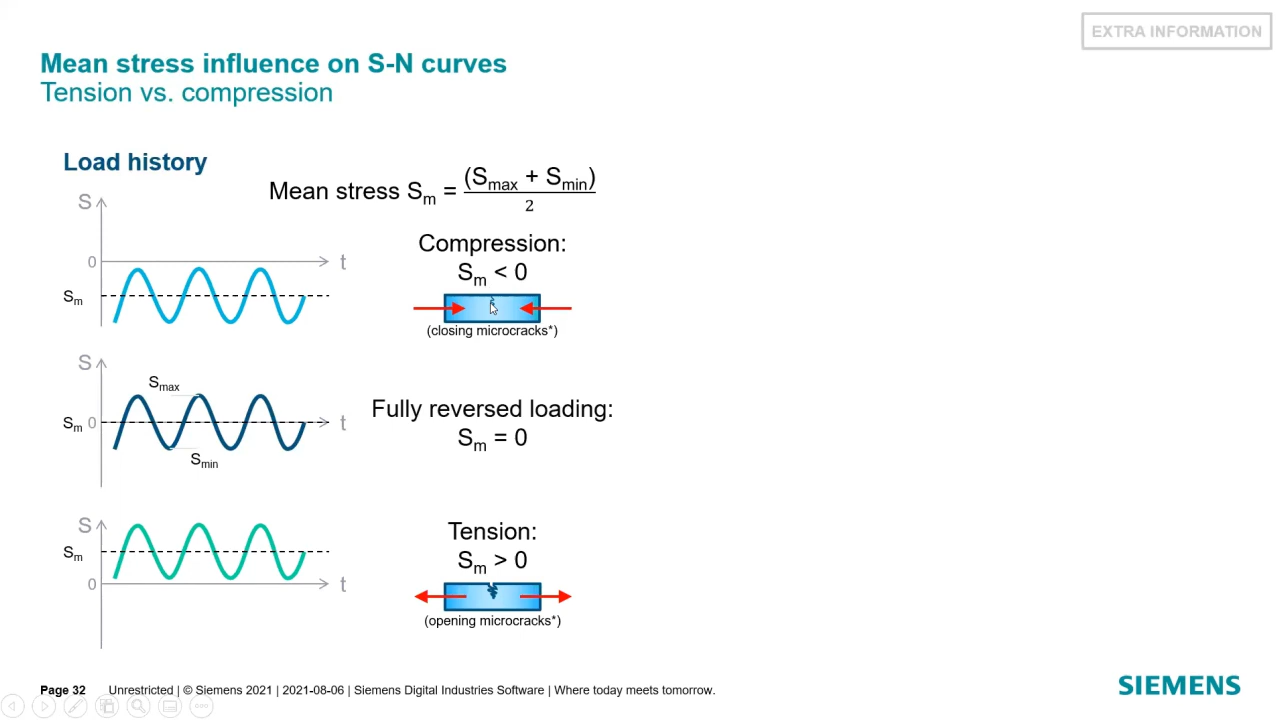 EXTRA INFORMATION
Mean stress influence on S-N curves
Tension vs. compression
Load history
Mean stress Sm = (Smax + Smin)
2
S
0
t
Sm
Compression:
Sm < 0
(closing microcracks*)
S
Smax
Sm 0
t
Smin
Fully reversed loading:
Sm = 0
S
Sm
0
t
Tension:
Sm > 0
(opening microcracks*)
Page 32 Unrestricted | © Siemens 2021 | 2021-08-06 | Siemens Digital Industries Software | Where today meets tomorrow.
SIEMENS